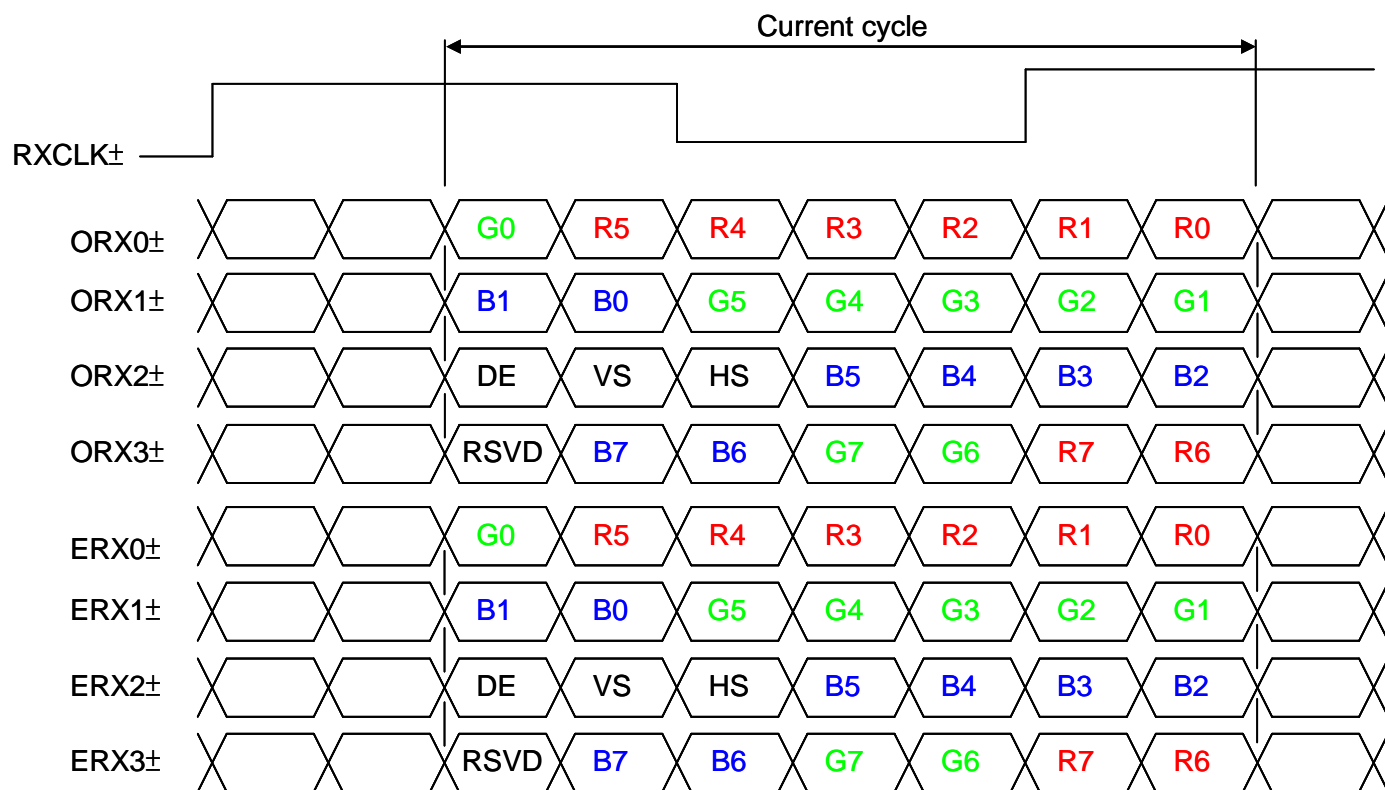 Current cycle
RXCLK±
ORX0± G0 R5 R4 R3 R2 R1 R0
ORX1± B1 B0 G5 G4 G3 G2 G1
ORX2± DE VS HS B5 B4 B3 B2
ORX3± RSVD B7 B6 G7 G6 R7 R6
ERX0± G0 R5 R4 R3 R2 R1 R0
ERX1± B1 B0 G5 G4 G3 G2 G1
ERX2± DE VS HS B5 B4 B3 B2
ERX3± RSVD B7 B6 G7 G6 R7 R6